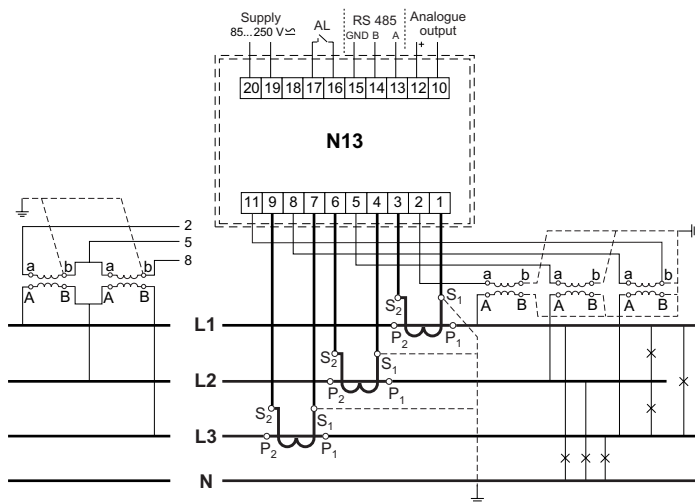 Supply AL RS 485 Analogue
85...250 V≂ GND B A output
+
20 19 18 17 16 15 14 13 12 10
N13
11 9 8 7 6 5 4 3 2 1
2
5
8
a b a b
A B A B
a b a b a b
A B A B A B
S2 S1
L1
P2 P1
S2 S1
L2
P2 P1
S2 S1
L3
P2 P1
N